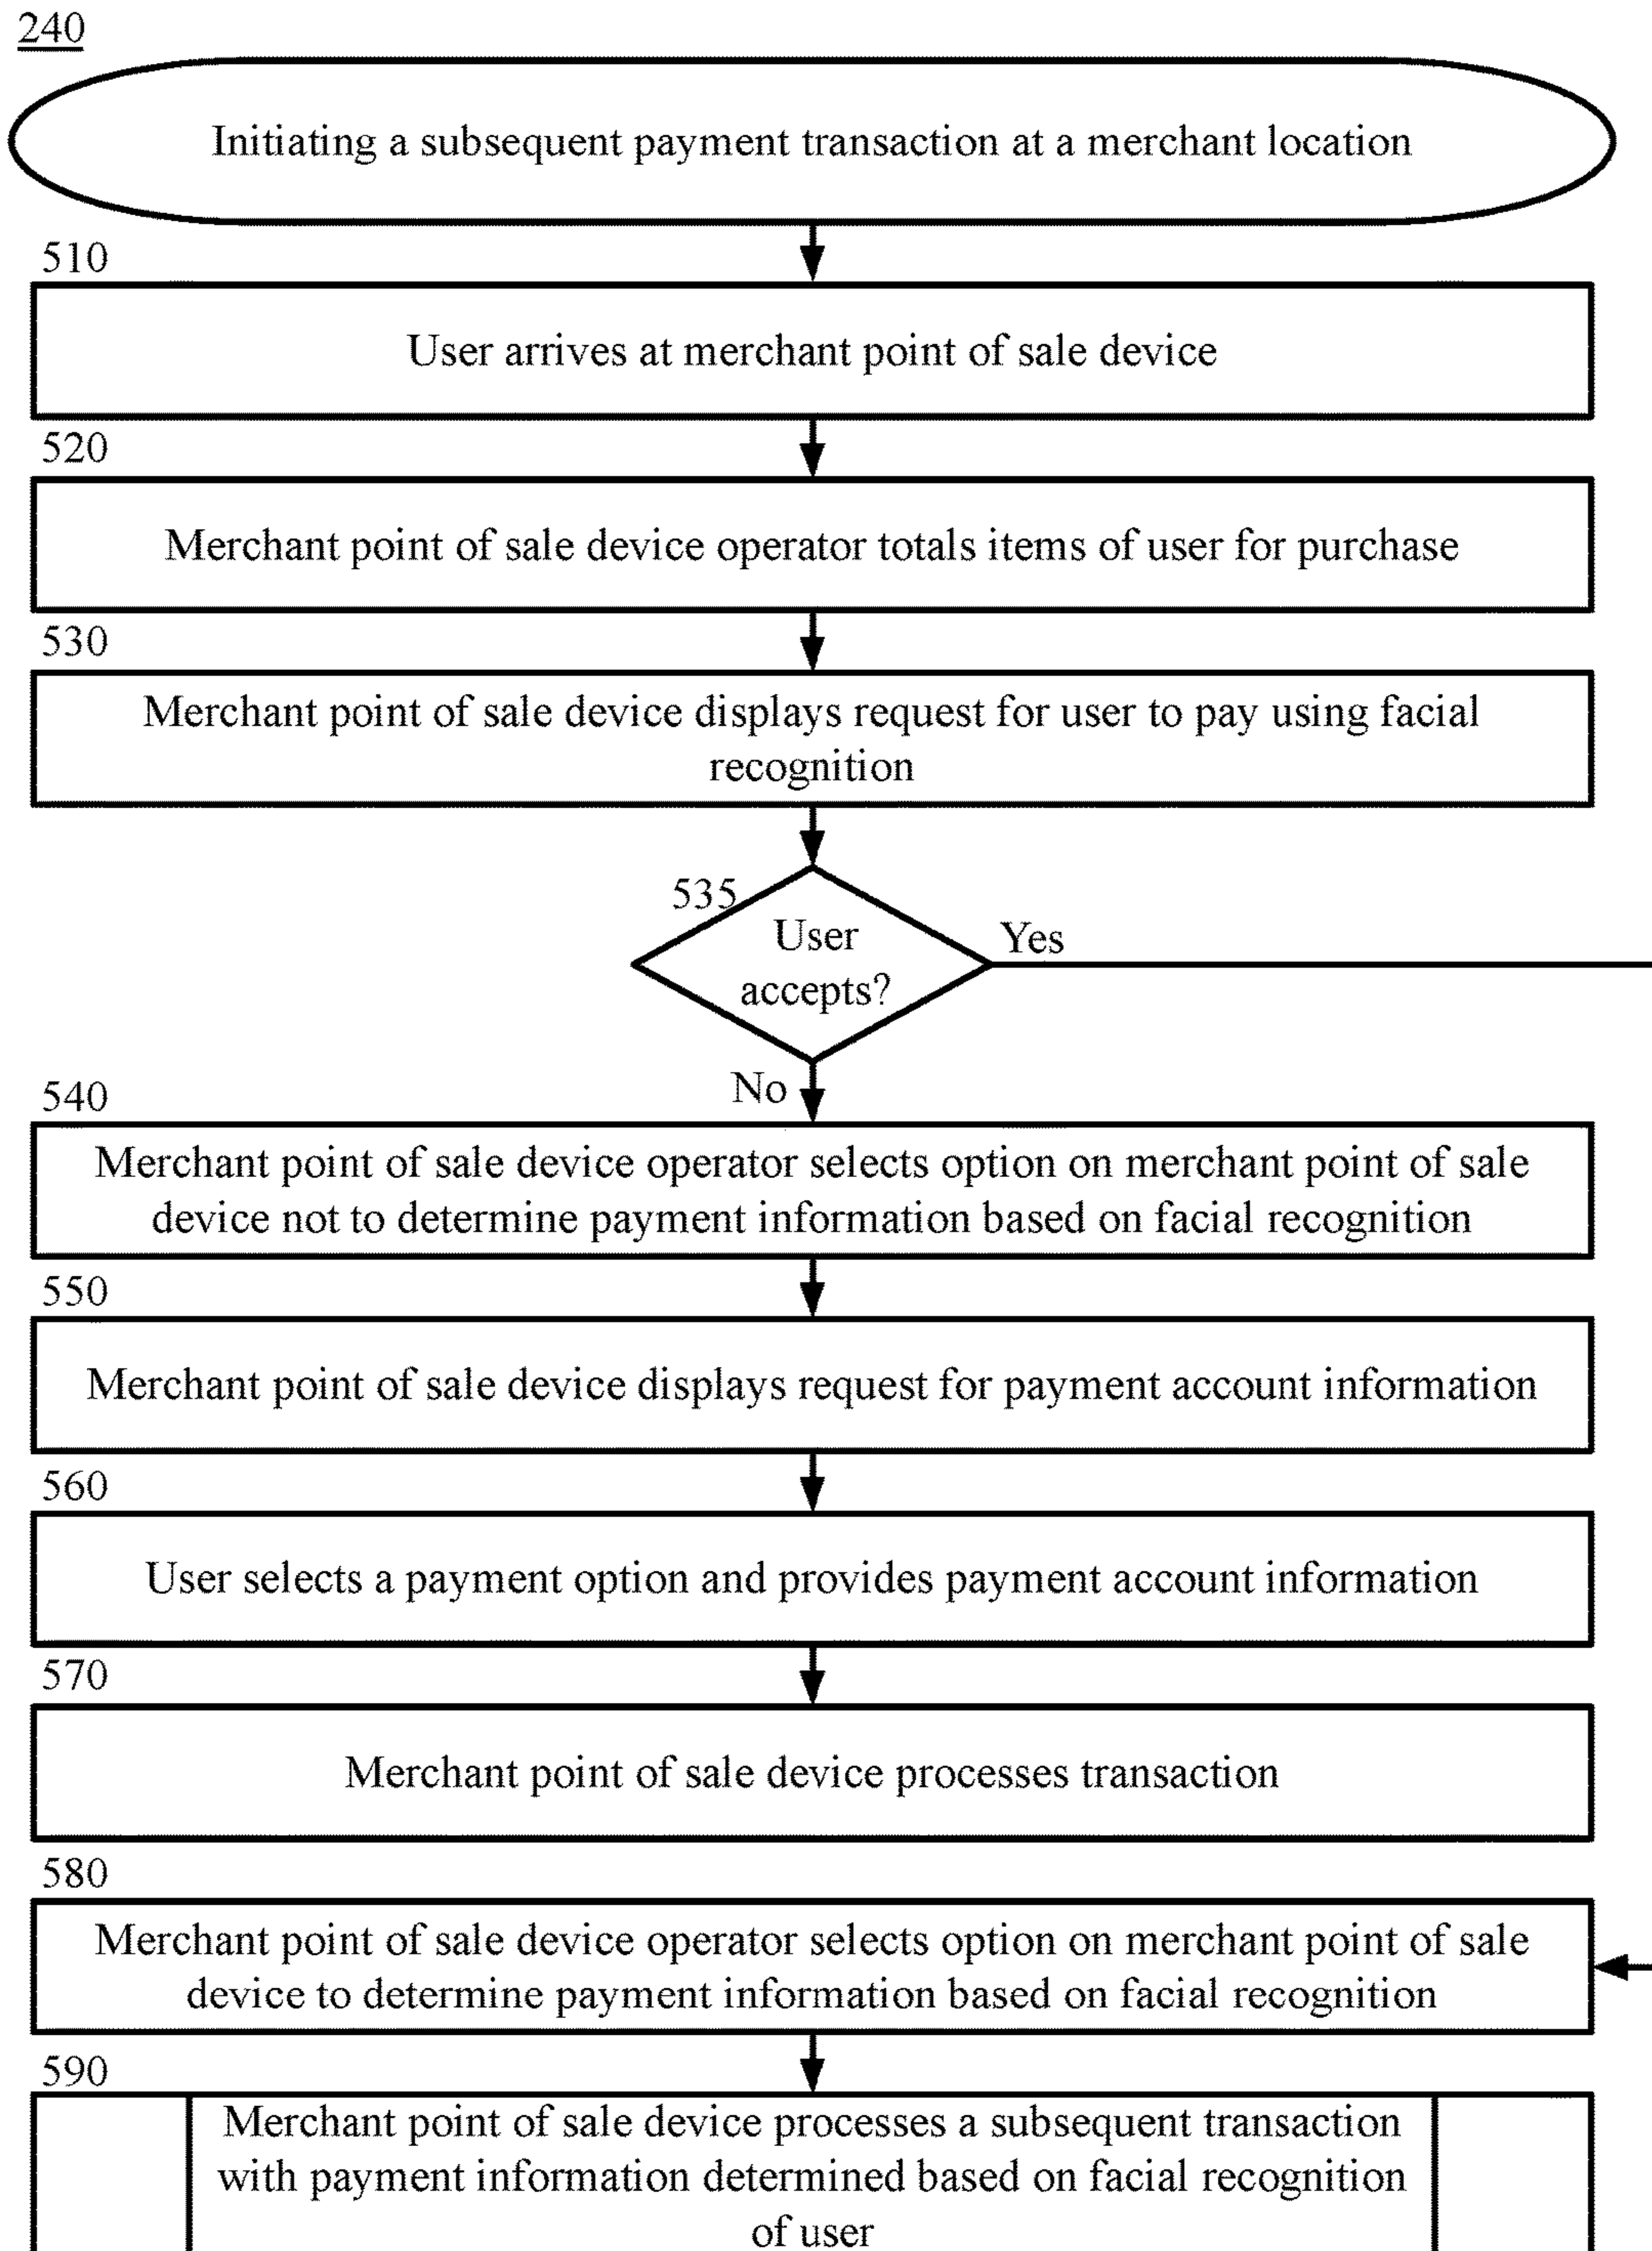 240
Initiating a subsequent payment transaction at a merchant location
510
User arrives at merchant point of sale device
520
Merchant point of sale device operator totals items of user for purchase
530
Merchant point of sale device displays request for user to pay using facial
recognition
535
User
accepts?
Yes
No
540
Merchant point of sale device operator selects option on merchant point of sale
device not to determine payment information based on facial recognition
550
Merchant point of sale device displays request for payment account information
560
User selects a payment option and provides payment account information
570
Merchant point of sale device processes transaction
580
Merchant point of sale device operator selects option on merchant point of sale
device to determine payment information based on facial recognition
590
Merchant point of sale device processes a subsequent transaction
with payment information determined based on facial recognition
of user